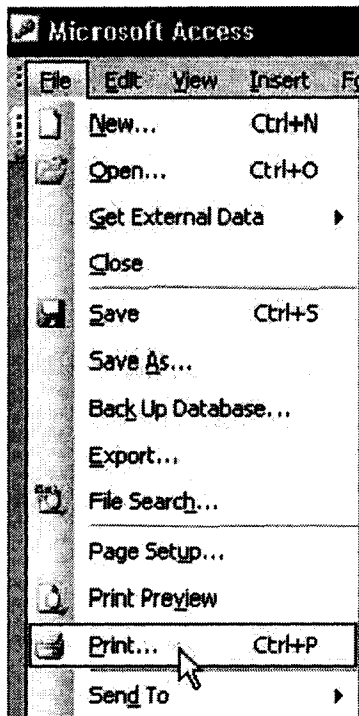 Microsoft Access
File Edit View Insert
New... Ctrl+N
Open... Ctrl+O
Get External Data
Close
Save Ctrl+S
Save As...
Back Up Database...
Export...
File Search...
Page Setup...
Print Preview
Print... Ctrl+P
Send To